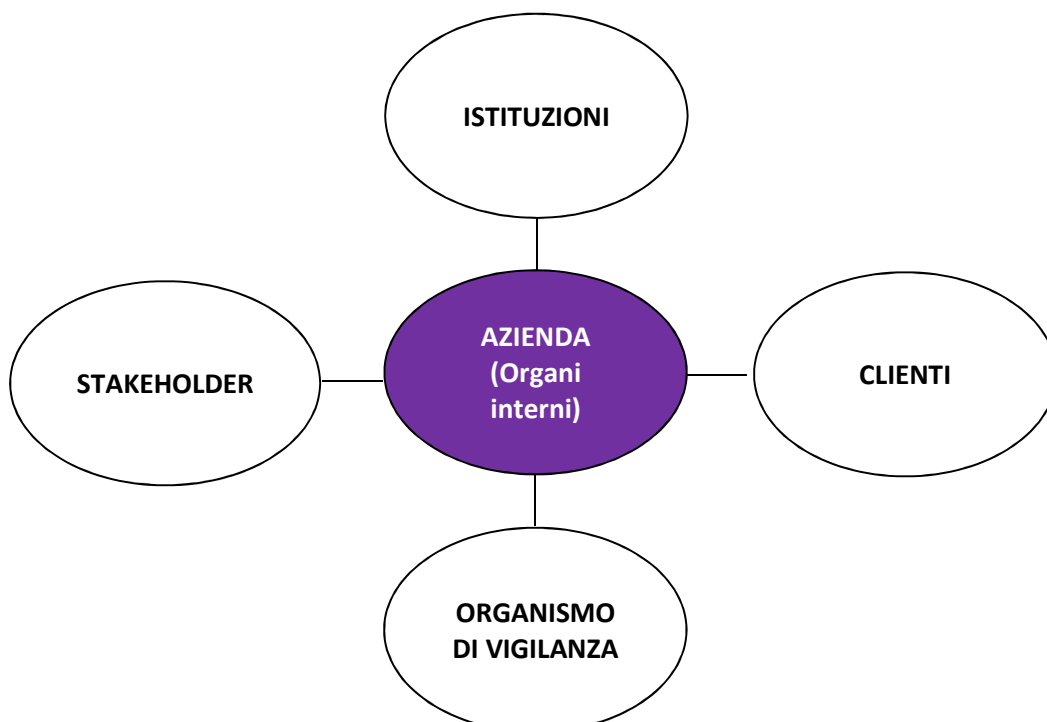 ISTITUZIONI
AZIENDA
(Organi
interni)
STAKEHOLDER
CLIENTI
ORGANISMO
DI VIGILANZA